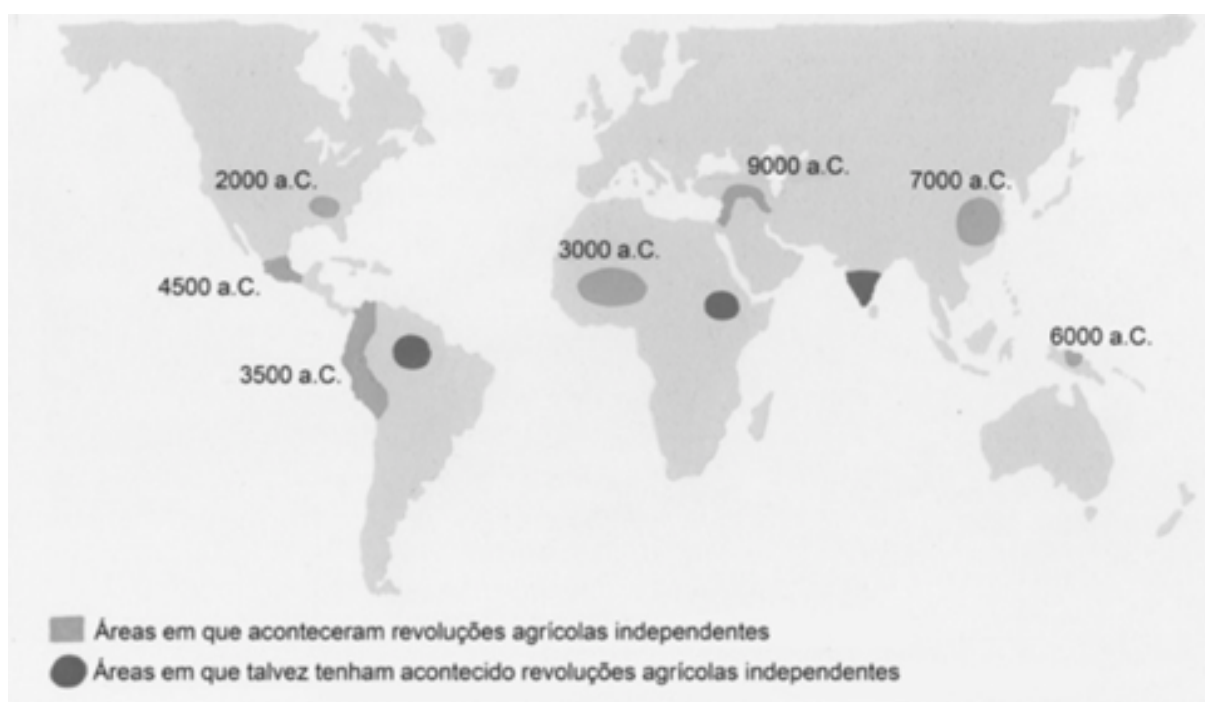 9000 a.C.
2000 a.C.
7000 a.C.
3000 a.C.
4500 a.C.
6000 a.C.
3500 a.C.
Áreas em que aconteceram revoluções agrícolas independentes
Áreas em que talvez tenham acontecido revoluções agrícolas independentes